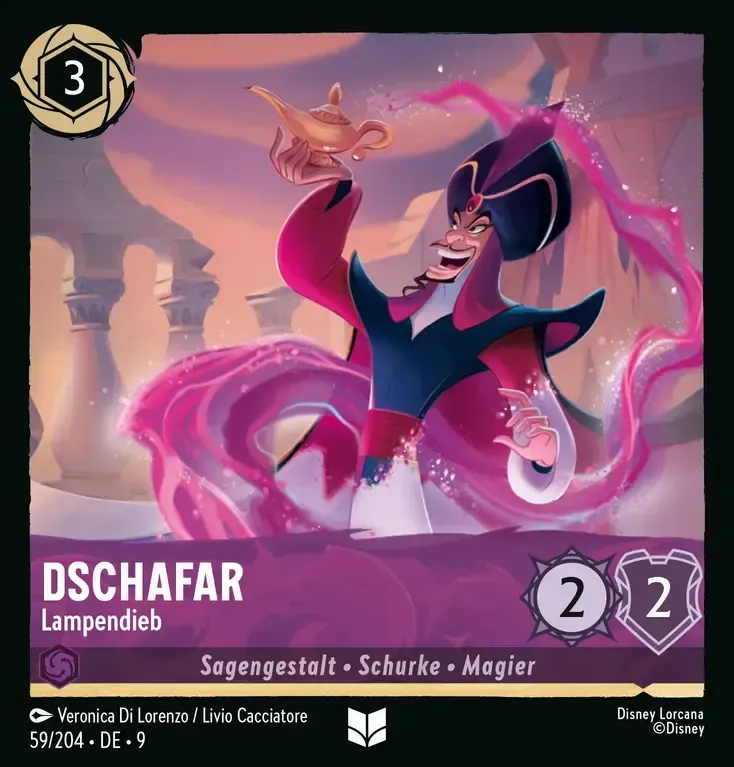 3
DSCHAFAR
Lampendieb
2 2
Sagengestalt • Schurke • Magier
Veronica Di Lorenzo / Livio Cacciatore
59/204 • DE • 9
Disney Lorcana
©Disney